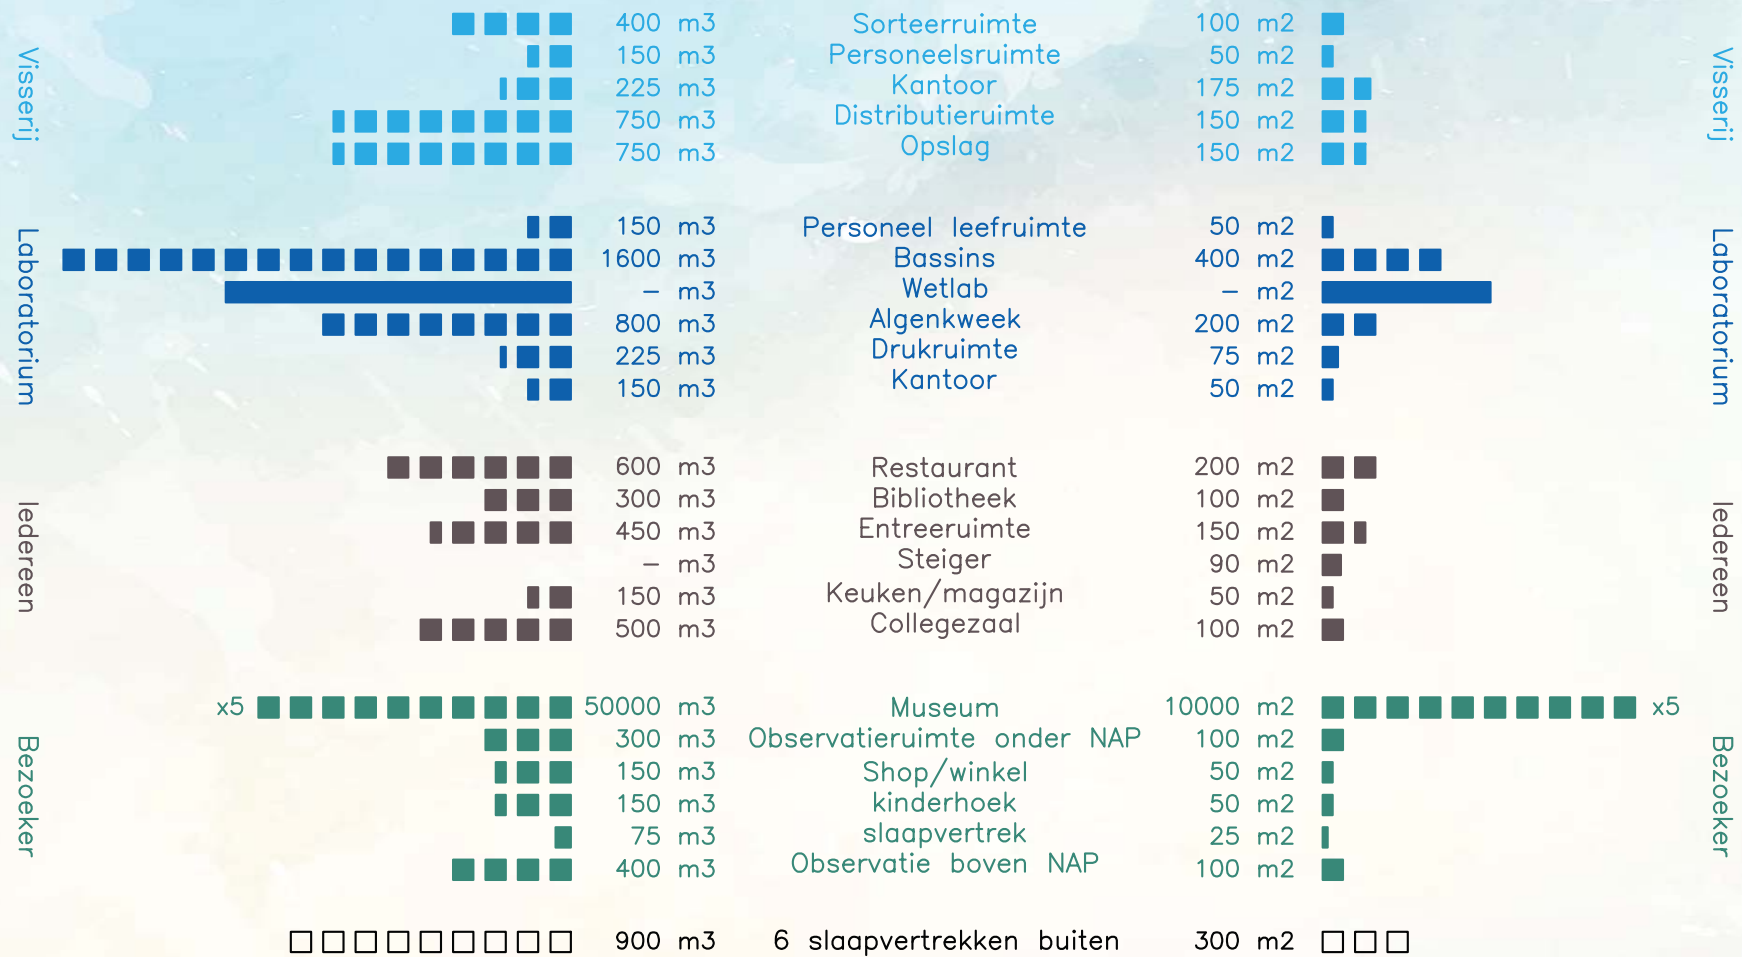 Visserij
400 m3 Sorteerruimte 100 m2
150 m3 Personeelsruimte 50 m2
225 m3 Kantoor 175 m2
750 m3 Distributieruimte 150 m2
750 m3 Opslag 150 m2
Visserij
Laboratorium
150 m3 Personeel leefruimte 50 m2
1600 m3 Bassins 400 m2
– m3 Wetlab – m2
800 m3 Algenkweek 200 m2
225 m3 Drukruimte 75 m2
150 m3 Kantoor 50 m2
Laboratorium
Iedereen
600 m3 Restaurant 200 m2
300 m3 Bibliotheek 100 m2
450 m3 Entreeruimte 150 m2
– m3 Steiger 90 m2
150 m3 Keuken/magazijn 50 m2
500 m3 Collegezaal 100 m2
Iedereen
Bezoeker
x5 50000 m3 Museum 10000 m2 x5
300 m3 Observatieruimte onder NAP 100 m2
150 m3 Shop/winkel 50 m2
150 m3 kinderhoek 50 m2
75 m3 slaapvertrek 25 m2
400 m3 Observatie boven NAP 100 m2
Bezoeker
900 m3 6 slaapvertrekken buiten 300 m2